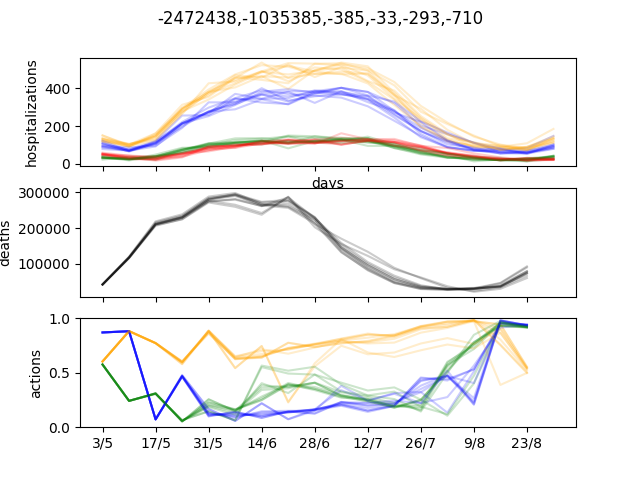 -2472438,-1035385,-385,-33,-293,-710
hospitalizations
400
200
0
days
deaths
300000
200000
100000
actions
1.0
0.5
0.0
3/5 17/5 31/5 14/6 28/6 12/7 26/7 9/8 23/8